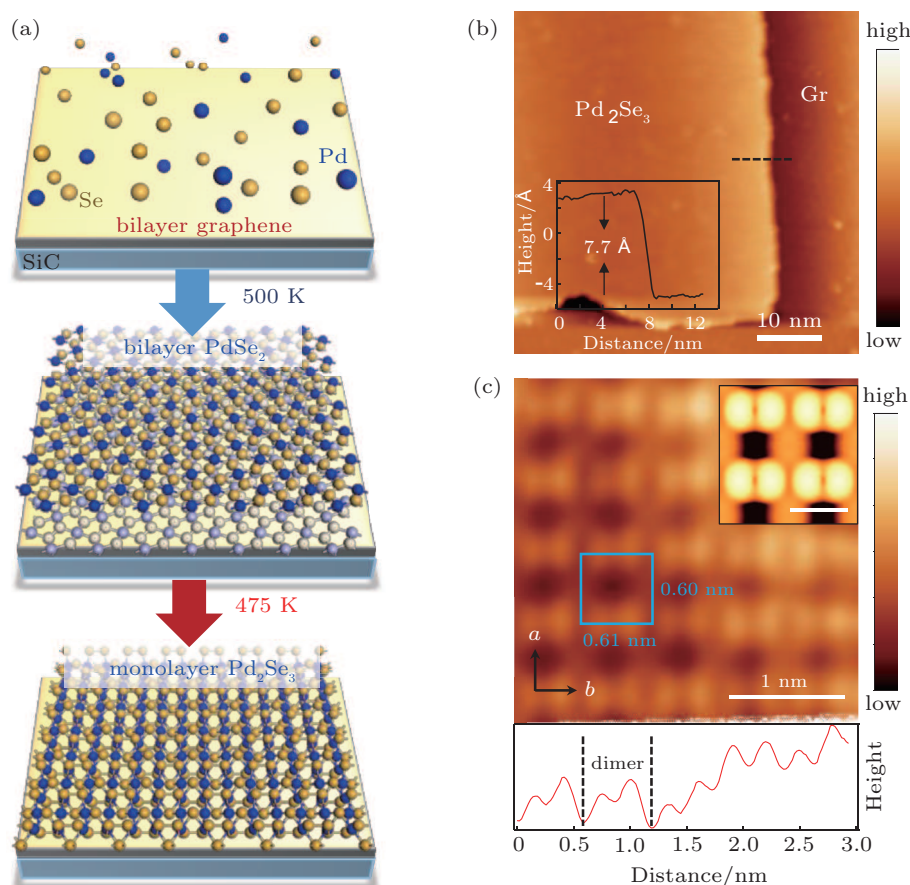 (a)
Pd
Se
bilayer graphene
SiC
500 K
bilayer PdSe₂
475 K
monolayer Pd₂Se₃
(b)
high
Gr
Pd₂Se₃
4
0
-4
Height/Å
7.7 Å
0 4 8 12
Distance/nm
10 nm
low
(c)
high
0.60 nm
0.61 nm
a
b
1 nm
low
dimer
Height
0 0.5 1.0 1.5 2.0 2.5 3.0
Distance/nm